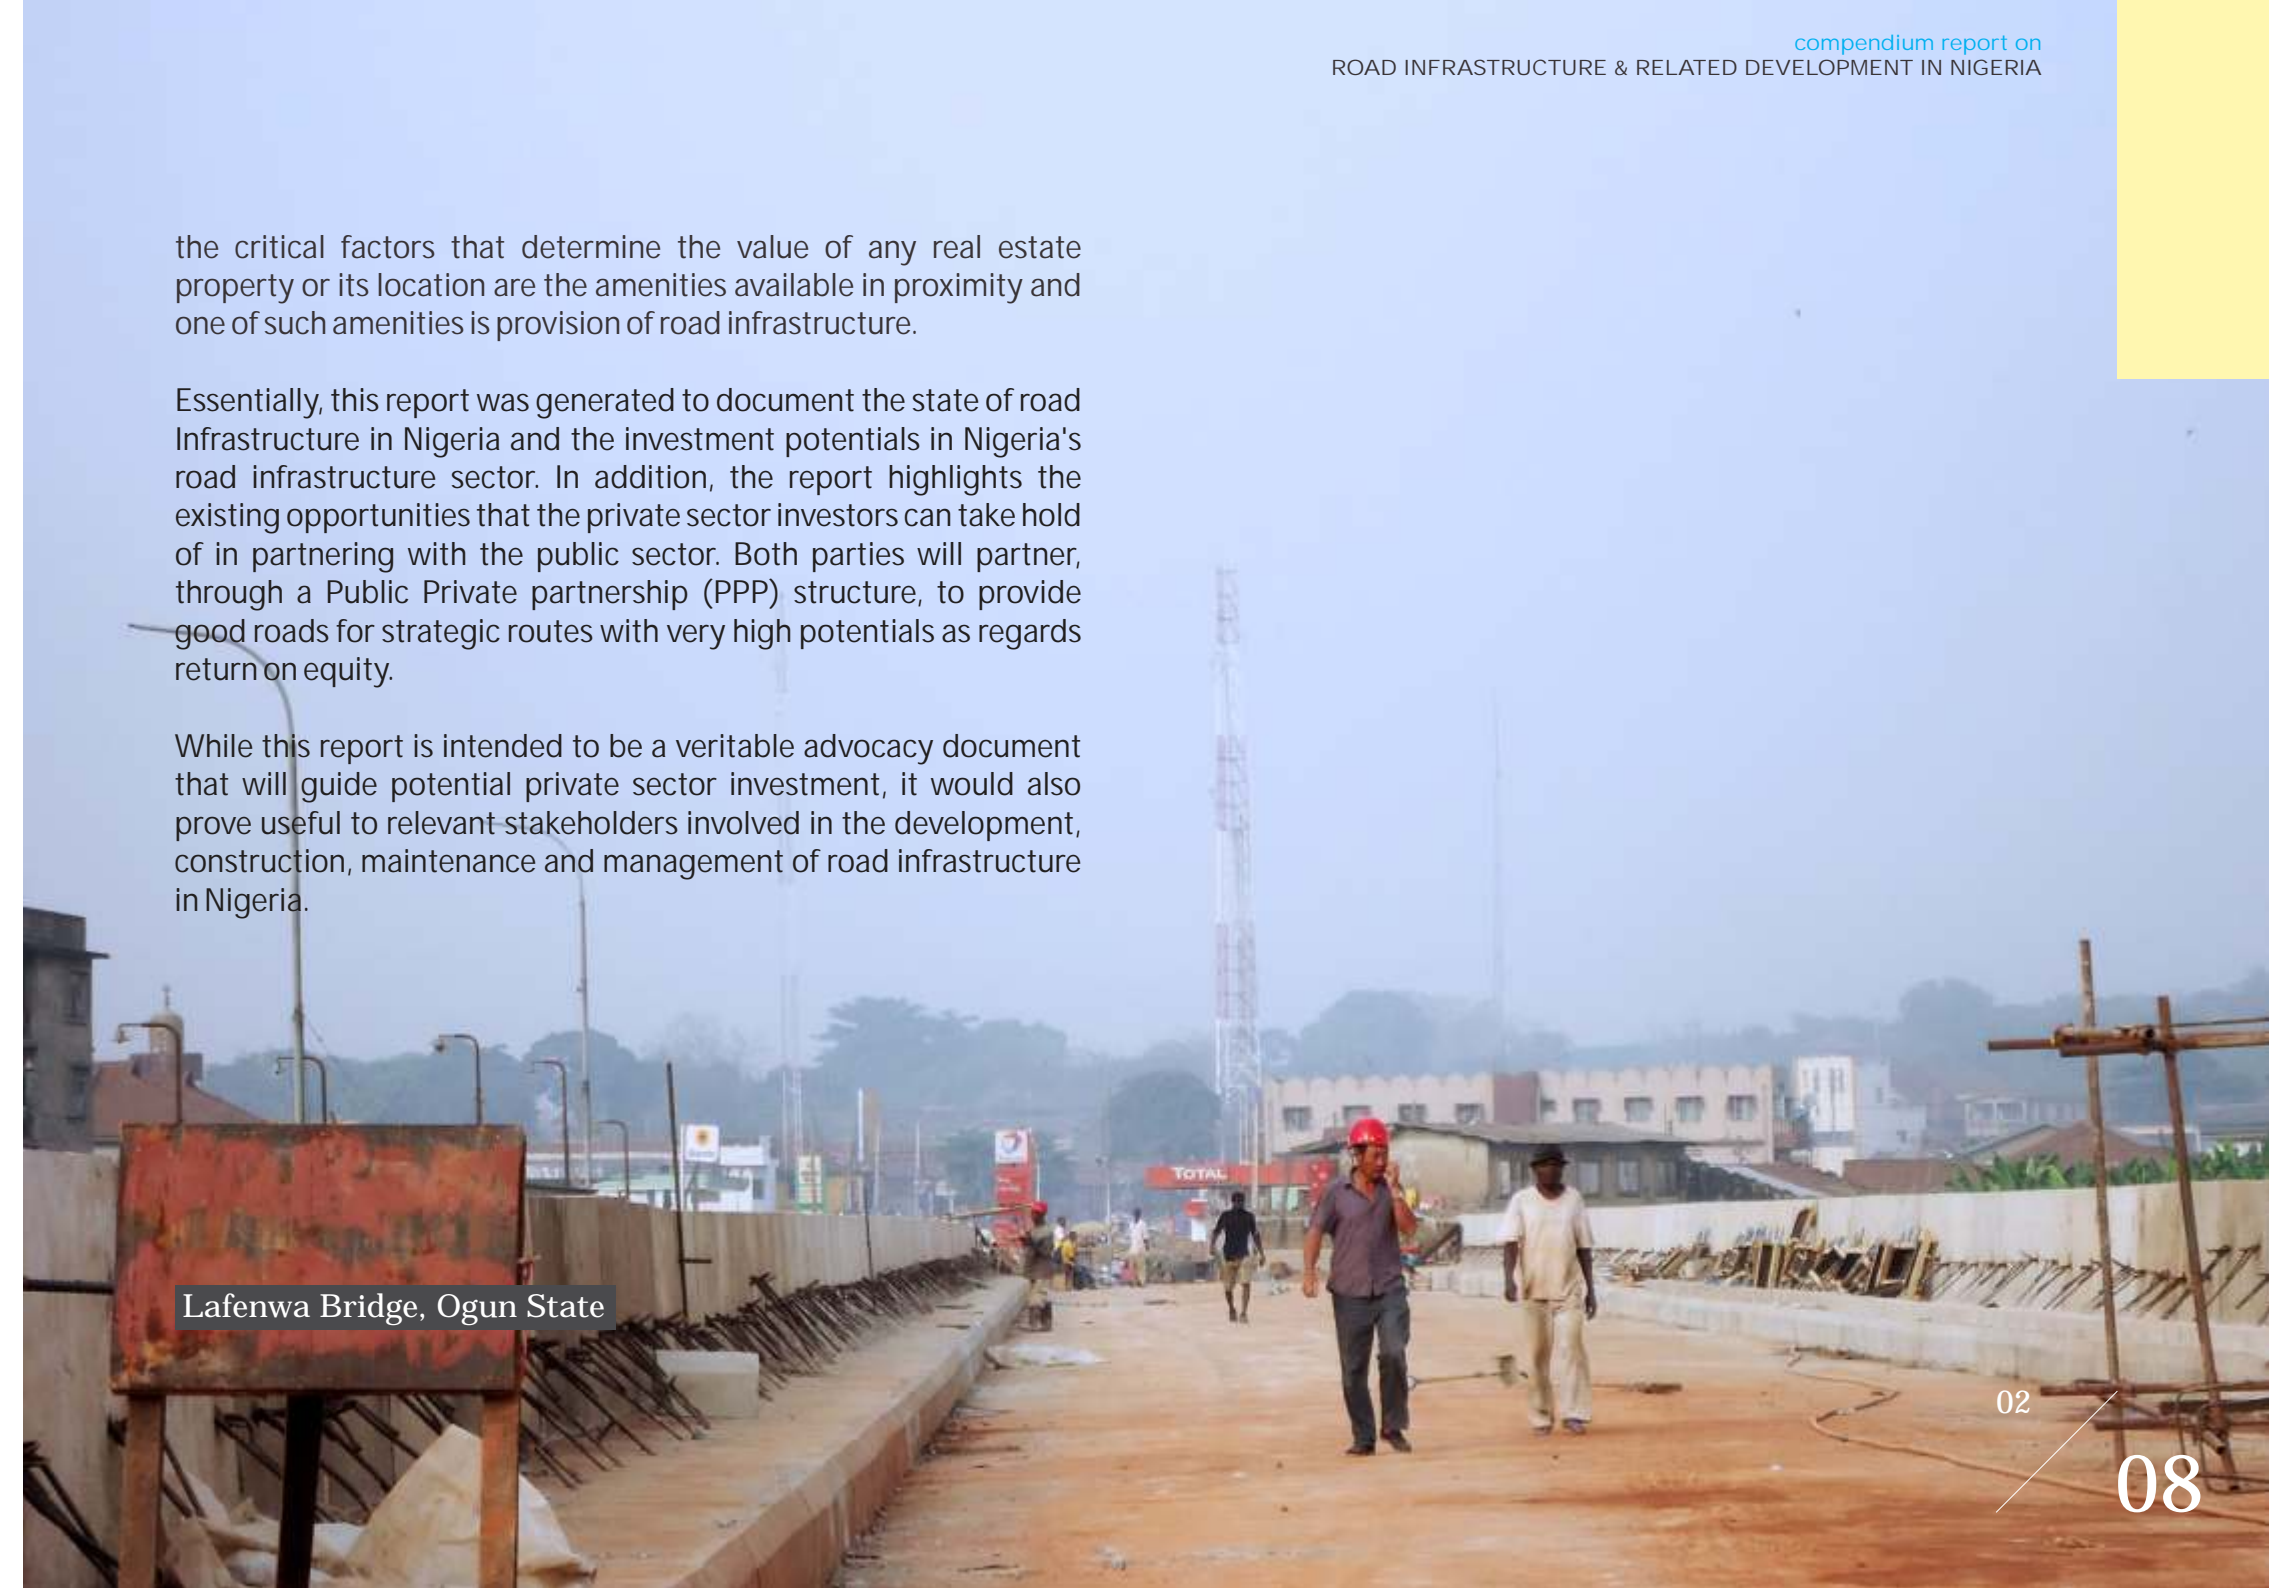 compendium report on
ROAD INFRASTRUCTURE & RELATED DEVELOPMENT IN NIGERIA
the critical factors that determine the value of any real estate
property or its location are the amenities available in proximity and
one of such amenities is provision of road infrastructure.
Essentially, this report was generated to document the state of road
Infrastructure in Nigeria and the investment potentials in Nigeria's
road infrastructure sector. In addition, the report highlights the
existing opportunities that the private sector investors can take hold
of in partnering with the public sector. Both parties will partner,
through a Public Private partnership (PPP) structure, to provide
good roads for strategic routes with very high potentials as regards
return on equity.
While this report is intended to be a veritable advocacy document
that will guide potential private sector investment, it would also
prove useful to relevant stakeholders involved in the development,
construction, maintenance and management of road infrastructure
in Nigeria.
TOTAL
Lafenwa Bridge, Ogun State
02
08